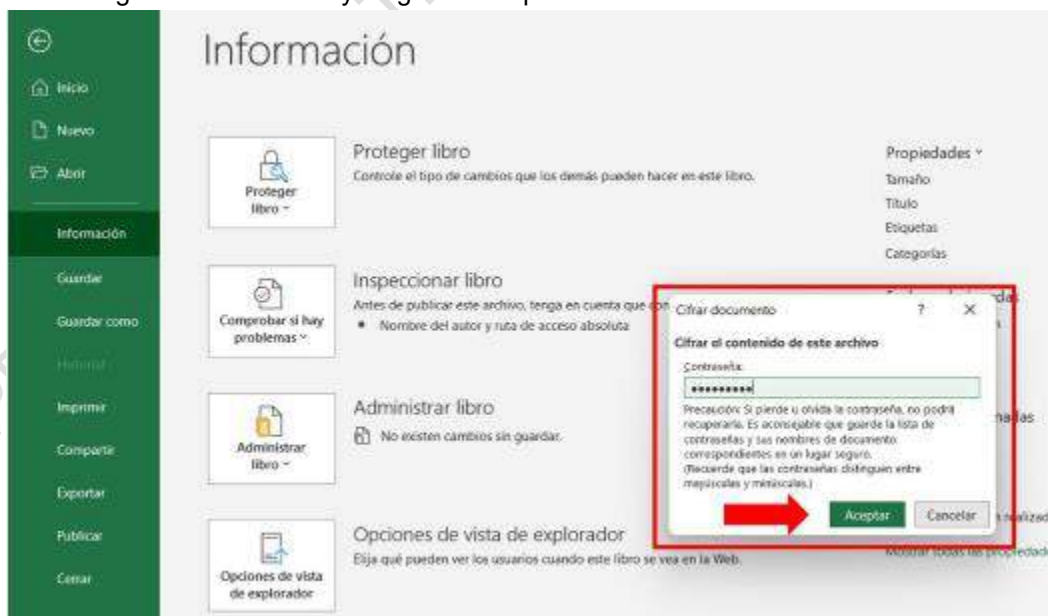 Información
Inicio
Nuevo
Abrir
Información
Guardar
Guardar como
Historial
Imprimir
Compartir
Exportar
Publicar
Cerrar
Proteger libro
Proteger libro
Controle el tipo de cambios que los demás pueden hacer en este libro.
Comprobar si hay problemas
Inspeccionar libro
Antes de publicar este archivo, tenga en cuenta que
Nombre del autor y ruta de acceso absoluta
Administrar libro
Administrar libro
No existen cambios sin guardar.
Opciones de vista de explorador
Opciones de vista de explorador
Elija qué pueden ver los usuarios cuando este libro se vea en la Web.
Propiedades
Tamaño
Título
Etiquetas
Categorías
Cifrar documento ? X
Cifrar el contenido de este archivo
Contraseña:
•••••••••
Precaución: Si pierde u olvida la contraseña, no podrá
recuperarla. Es aconsejable que guarde la lista de
contraseñas y sus nombres de documento
correspondientes en un lugar seguro.
(Recuerde que las contraseñas distinguen entre
mayúsculas y minúsculas.)
Aceptar Cancelar